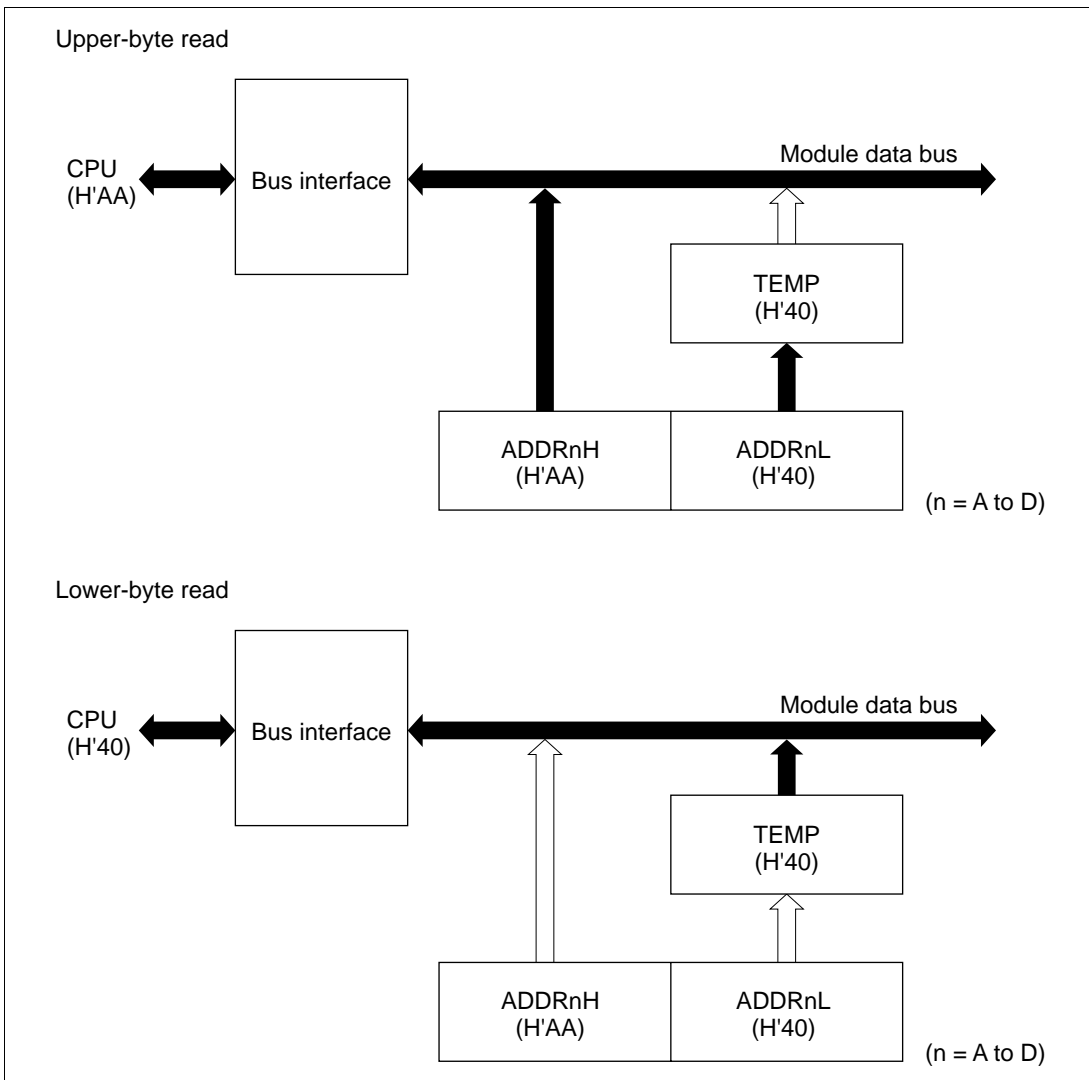 Upper-byte read
Module data bus
CPU
(H'AA)
Bus interface
TEMP
(H'40)
ADDRnH
(H'AA)
ADDRnL
(H'40)
(n = A to D)
Lower-byte read
Module data bus
CPU
(H'40)
Bus interface
TEMP
(H'40)
ADDRnH
(H'AA)
ADDRnL
(H'40)
(n = A to D)